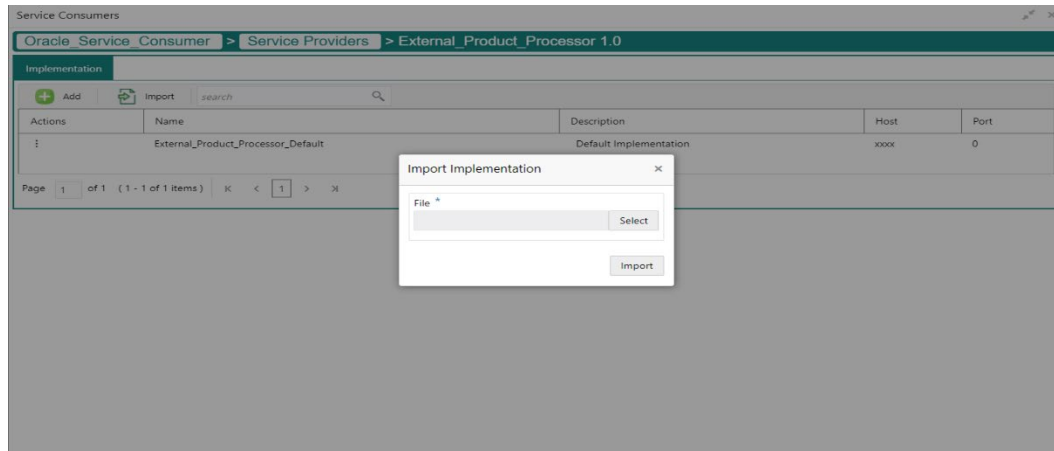 Service Consumers
Oracle_Service_Consumer > Service Providers > External_Product_Processor 1.0
Implementation
Add Import search
Actions Name Description Host Port
External_Product_Processor_Default Default Implementation xxxx 0
Page 1 of 1 (1 - 1 of 1 items) 1
Import Implementation
File *
Select
Import